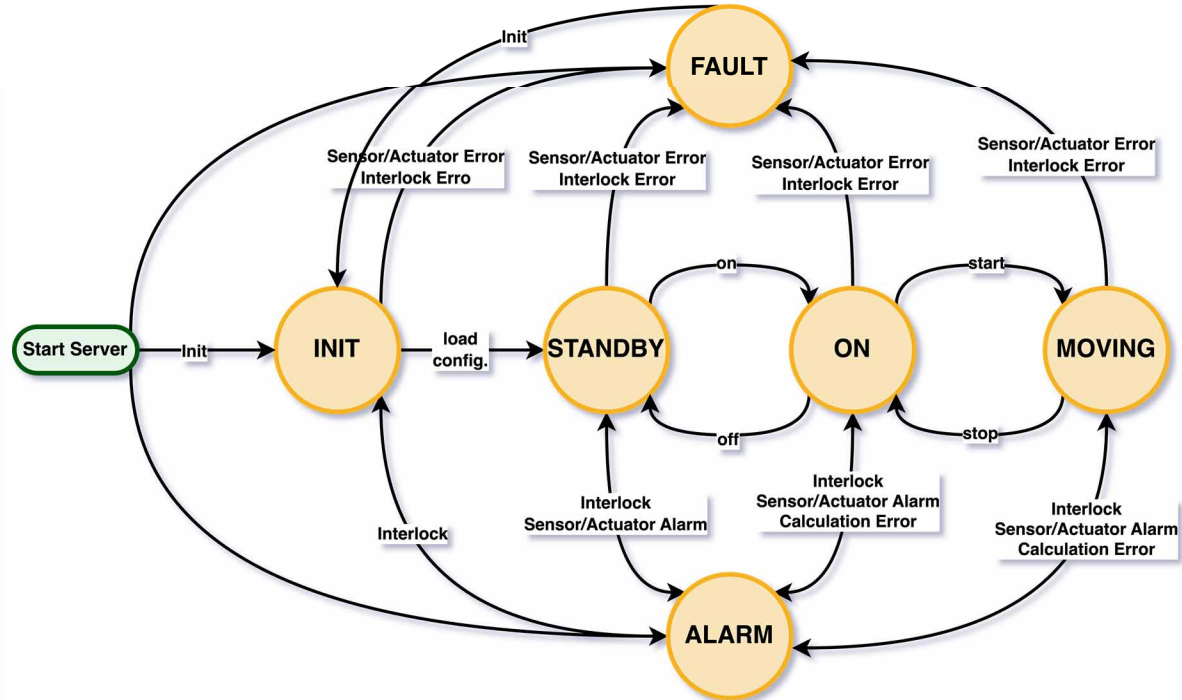 Init
FAULT
Sensor/Actuator Error
Interlock Erro
Sensor/Actuator Error
Interlock Error
Sensor/Actuator Error
Interlock Error
Sensor/Actuator Error
Interlock Error
on
start
Start Server
Init
INIT
load
config.
STANDBY
ON
MOVING
off
stop
Interlock
Interlock
Sensor/Actuator Alarm
Interlock
Sensor/Actuator Alarm
Calculation Error
Interlock
Sensor/Actuator Alarm
Calculation Error
ALARM